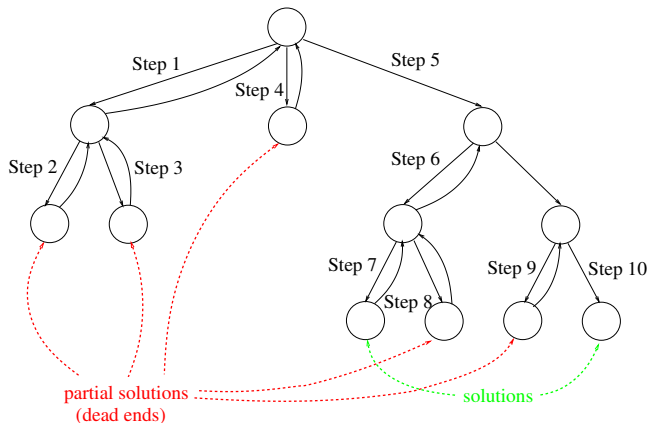 Step 1
Step 5
Step 4
Step 6
Step 2
Step 3
Step 7
Step 9
Step 10
Step 8
partial solutions
(dead ends)
solutions